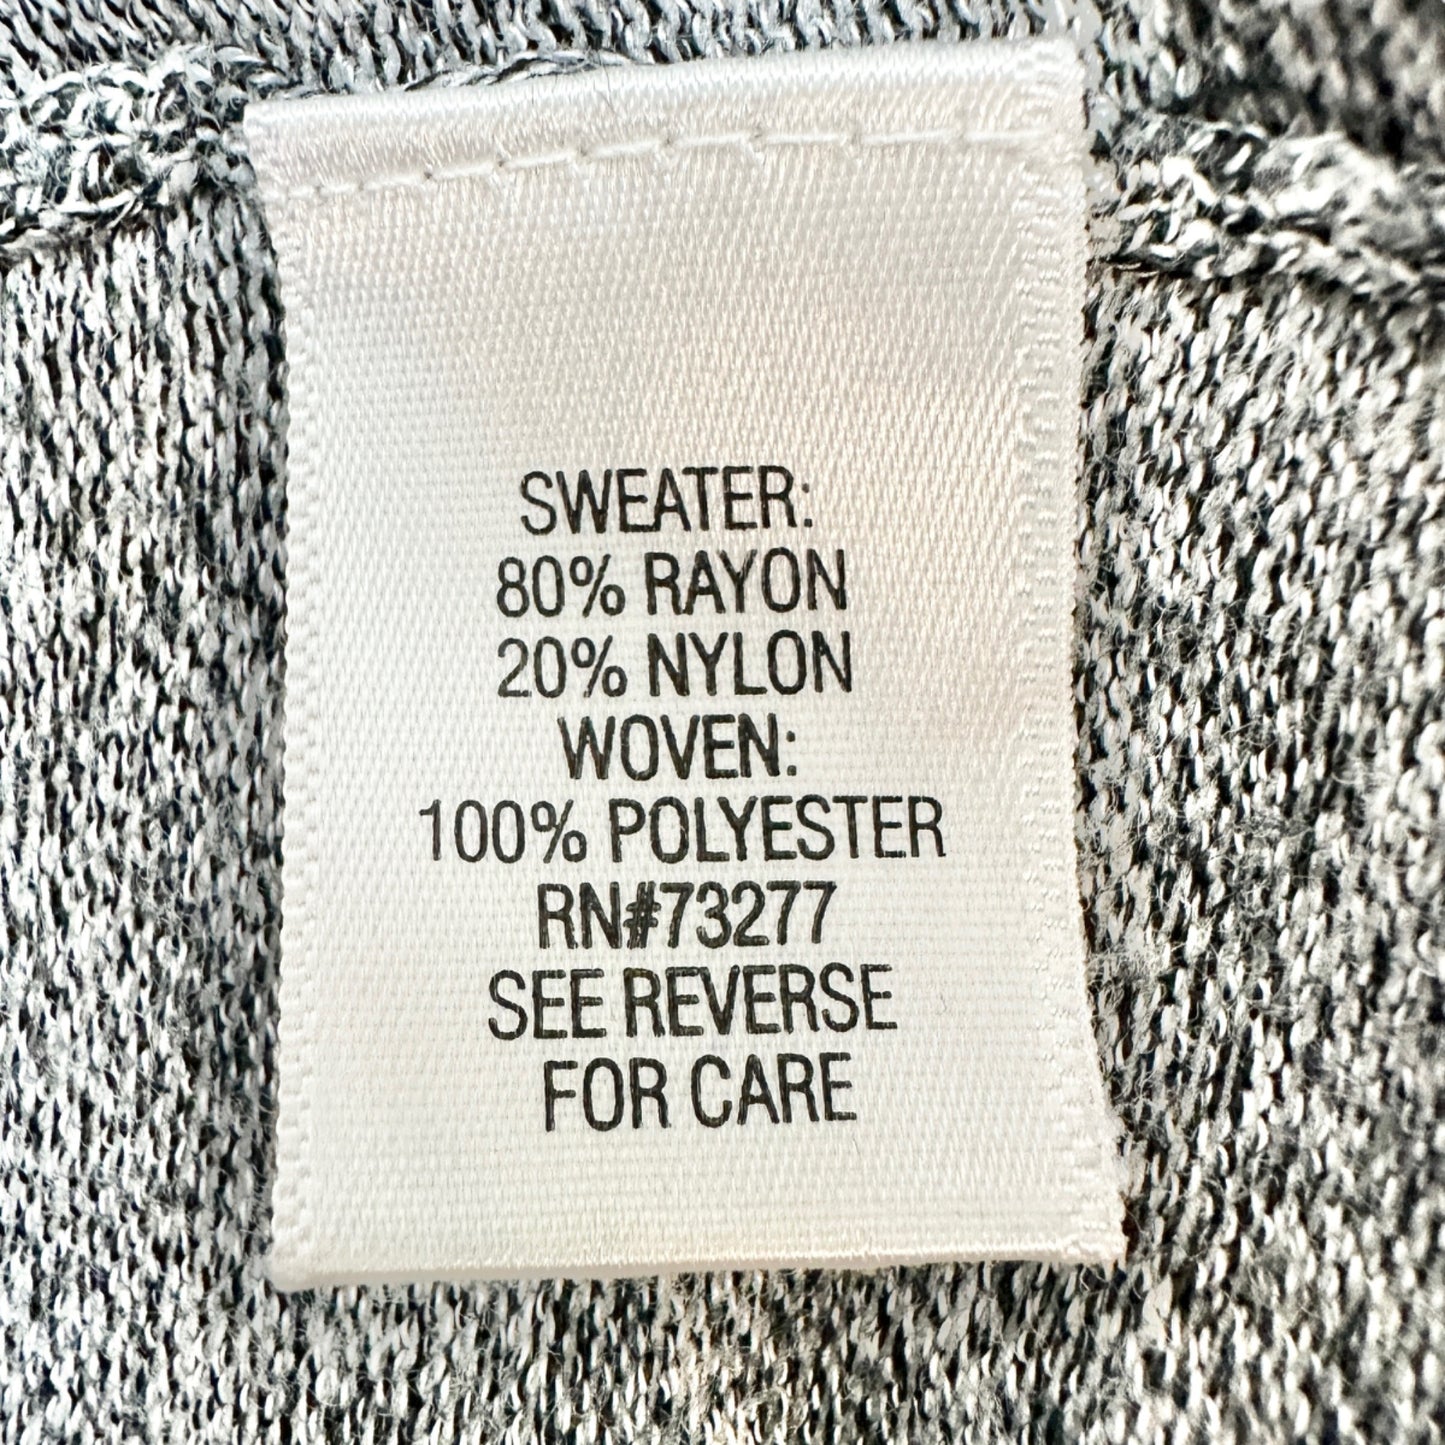 SWEATER:
80% RAYON
20% NYLON
WOVEN:
100% POLYESTER
RN#73277
SEE REVERSE
FOR CARE